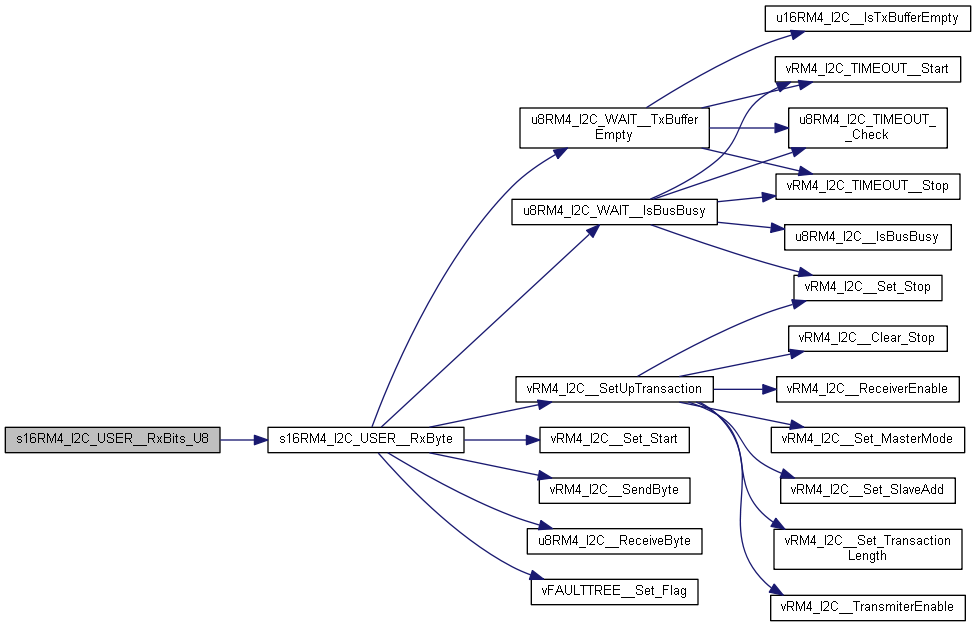 u16RM4_I2C__IsTxBufferEmpty
vRM4_I2C_TIMEOUT__Start
u8RM4_I2C_WAIT__TxBuffer
Empty
u8RM4_I2C_TIMEOUT_
_Check
vRM4_I2C_TIMEOUT__Stop
u8RM4_I2C_WAIT__IsBusBusy
u8RM4_I2C__IsBusBusy
vRM4_I2C__Set_Stop
vRM4_I2C__Clear_Stop
vRM4_I2C__SetUpTransaction
vRM4_I2C__ReceiverEnable
s16RM4_I2C_USER__RxBits_U8
s16RM4_I2C_USER__RxByte
vRM4_I2C__Set_Start
vRM4_I2C__Set_MasterMode
vRM4_I2C__SendByte
vRM4_I2C__Set_SlaveAdd
u8RM4_I2C__ReceiveByte
vRM4_I2C__Set_Transaction
Length
vFAULTTREE__Set_Flag
vRM4_I2C__TransmiterEnable